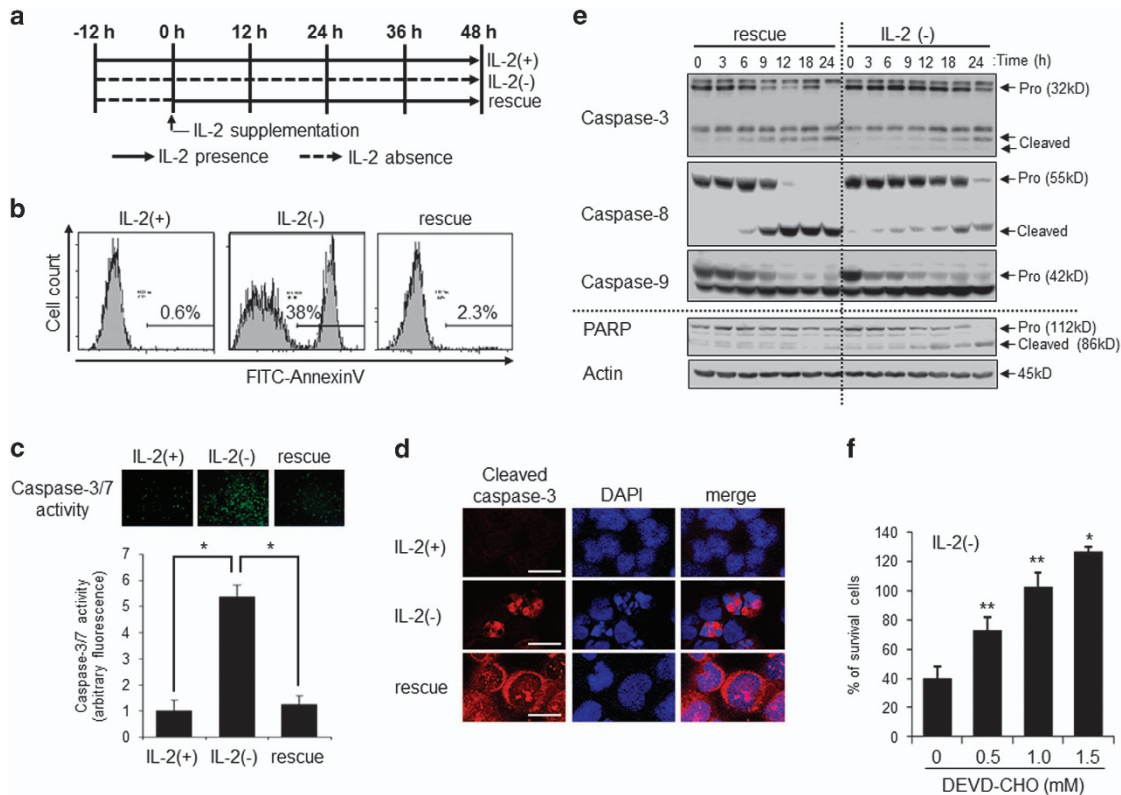 a
-12 h 0 h 12 h 24 h 36 h 48 h
IL-2(+)
IL-2(-)
rescue
IL-2 supplementation
IL-2 presence IL-2 absence
b
IL-2(+) IL-2(-) rescue
Cell count
0.6% 38% 2.3%
FITC-AnnexinV
c
IL-2(+) IL-2(-) rescue
Caspase-3/7
activity
* *
Caspase-3/7 activity
(arbitrary fluorescence)
7
6
5
4
3
2
1
0
IL-2(+) IL-2(-) rescue
d
Cleaved
caspase-3 DAPI merge
IL-2(+)
IL-2(-)
rescue
e
rescue IL-2 (-)
0 3 6 9 12 18 24 0 3 6 9 12 18 24 :Time (h)
Caspase-3
Pro (32kD)
Cleaved
Caspase-8
Pro (55kD)
Cleaved
Caspase-9
Pro (42kD)
PARP
Pro (112kD)
Cleaved (86kD)
Actin
45kD
f
IL-2(-)
% of survival cells
140
120
100
80
60
40
20
0
** ** *
0 0.5 1.0 1.5
DEVD-CHO (mM)